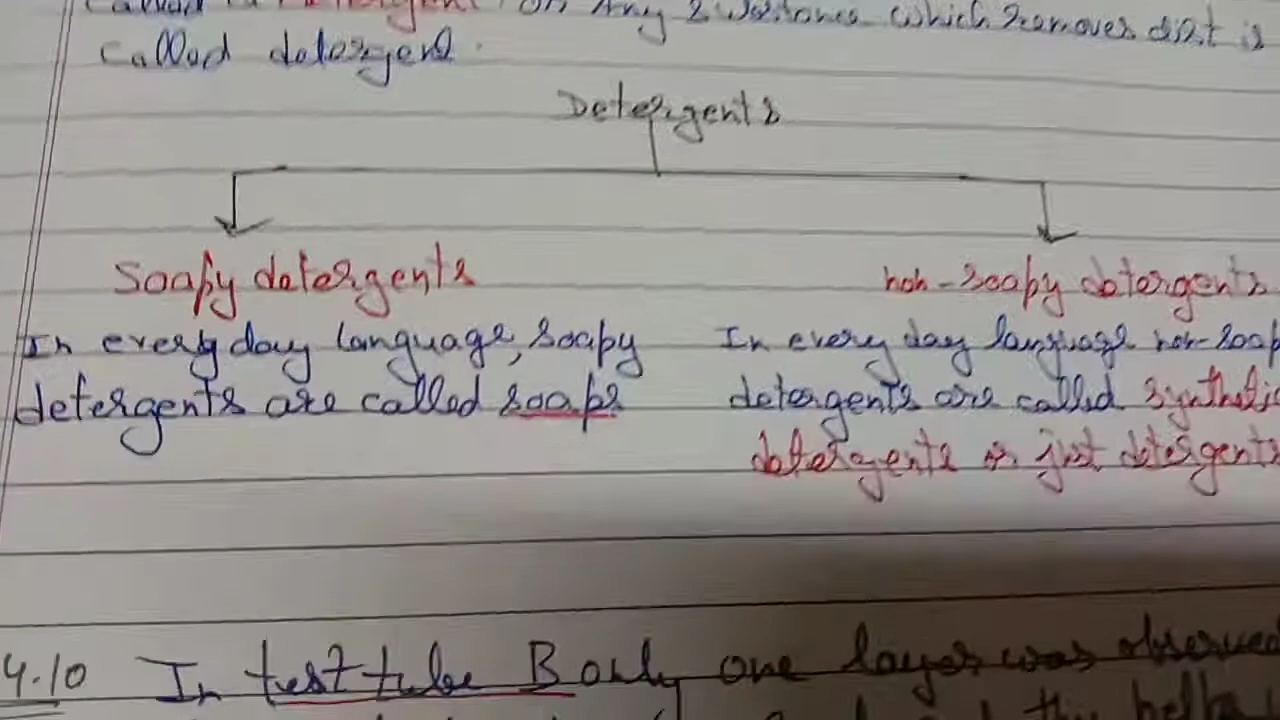 or Any substance which removes dirt is
called detergent.
Detergents
Soapy detergents
non-soapy detergents
In every day language, soapy
detergents are called soaps
In every day language non-soap
detergents are called synthetic
detergents or just detergents
4.10 In test tube B only one layer was observed